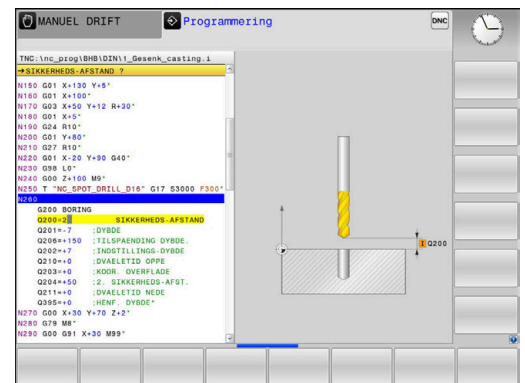 MANUEL DRIFT
Programmering
DNC
TNC:\nc_prog\BHB\DIN\1_Gesenk_casting.i
→SIKKERHEDS-AFSTAND ?
N150 G01 X+130 Y+5*
N160 G01 X+100*
N170 G03 X+50 Y+12 R+30*
N180 G01 X+5*
N190 G24 R10*
N200 G01 Y+80*
N210 G27 R10*
N220 G01 X-20 Y+90 G40*
N230 G98 L0*
N240 G00 Z+100 M9*
N250 T "NC_SPOT_DRILL_D16" G17 S3000 F300*
N260
G200 BORING
Q200=2 SIKKERHEDS-AFSTAND
Q201=-7 ;DYBDE
Q206=+150 ;TILSPAENDING DYBDE.
Q202=+7 ;INDSTILLINGS-DYBDE
Q210=+0 ;DVAELETID OPPE
Q203=+0 ;KOOR. OVERFLADE
Q204=+50 ;2. SIKKERHEDS-AFST.
Q211=+0 ;DVAELETID NEDE
Q395=+0 ;HENF. DYBDE*
N270 G00 X+30 Y+70 Z+2*
N280 G79 M8*
N290 G00 G91 X+30 M99*
I Q200